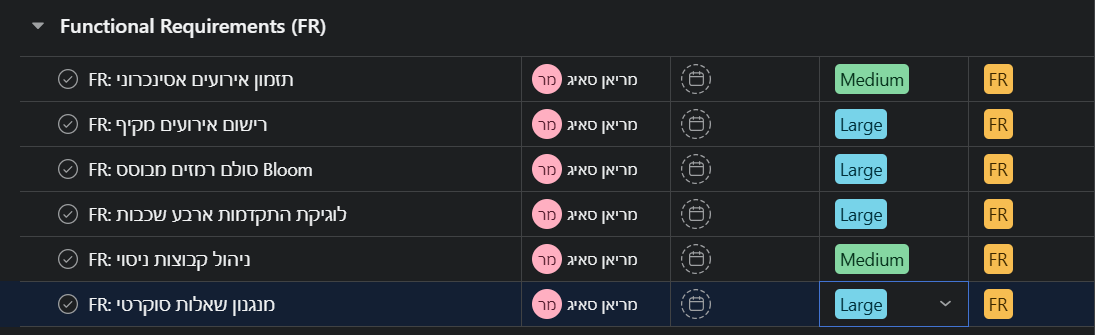 Functional Requirements (FR)
FR: תזמון אירועים אסינכרוני מר מריאן סאיג Medium FR
FR: רישום אירועים מקיף מר מריאן סאיג Large FR
FR: סולם רמזים מבוסס Bloom מר מריאן סאיג Large FR
FR: לוגיקת התקדמות ארבע שכבות מר מריאן סאיג Large FR
FR: ניהול קבוצות ניסוי מר מריאן סאיג Medium FR
FR: מנגנון שאלות סוקרטי מר מריאן סאיג Large FR